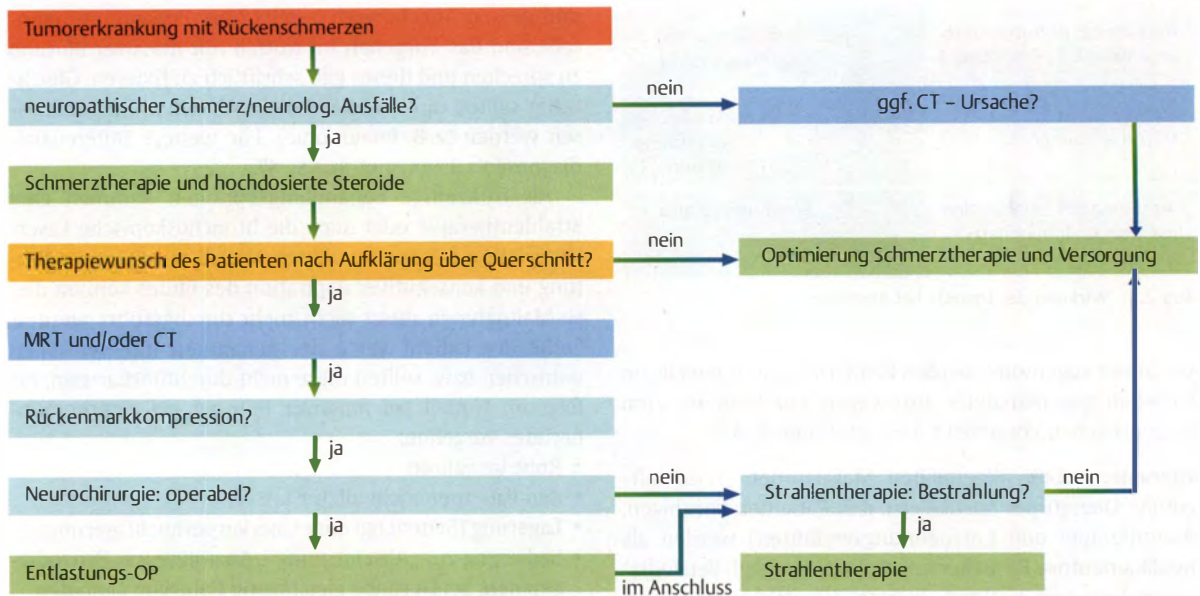 Tumorerkrankung mit Rückenschmerzen
neuropathischer Schmerz/neurolog. Ausfälle?
nein
ggf. CT – Ursache?
ja
Schmerztherapie und hochdosierte Steroide
Therapiewunsch des Patienten nach Aufklärung über Querschnitt?
nein
Optimierung Schmerztherapie und Versorgung
ja
MRT und/oder CT
ja
Rückenmarkkompression?
ja
Neurochirurgie: operabel?
nein
Strahlentherapie: Bestrahlung?
nein
ja
ja
Entlastungs-OP
im Anschluss
Strahlentherapie